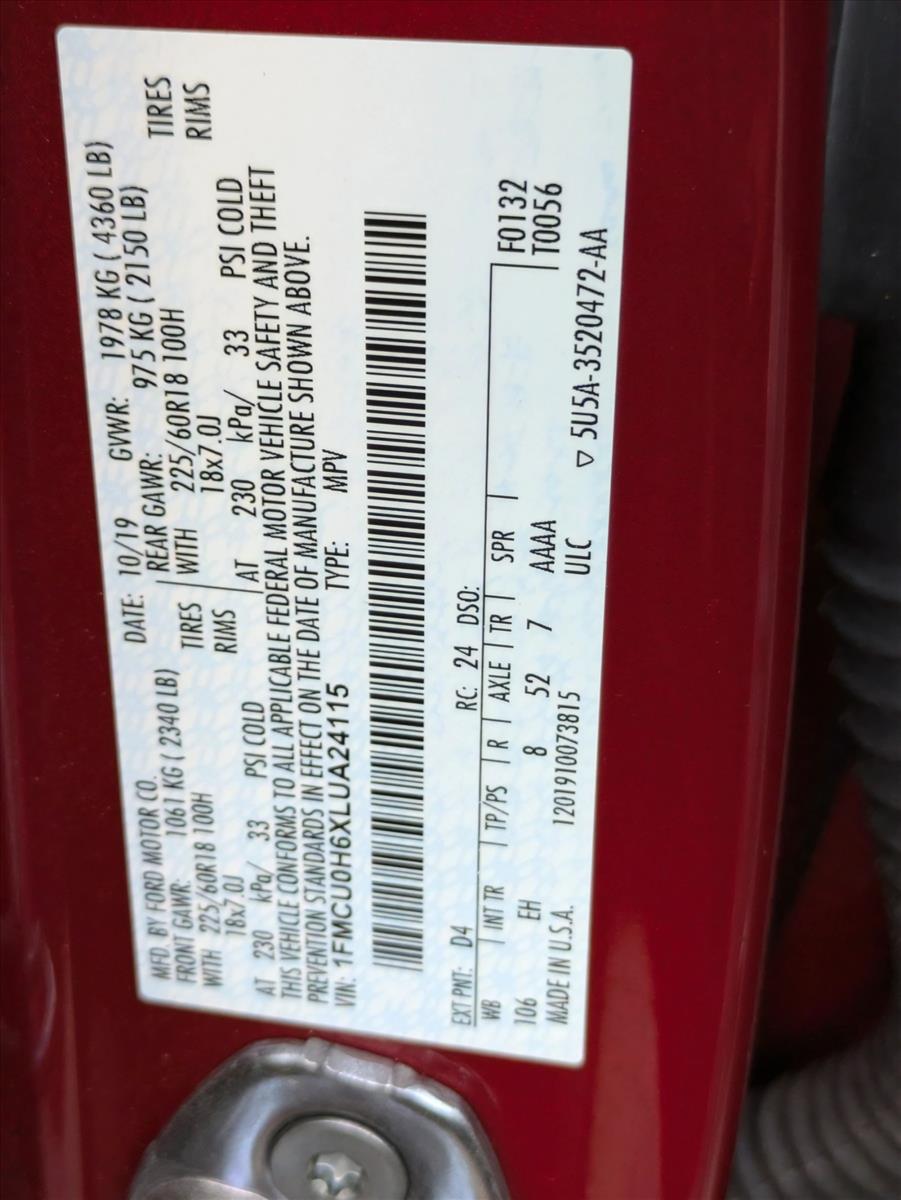 MFD. BY FORD MOTOR CO. DATE: 10/19 GVWR: 1978 KG ( 4360 LB)
FRONT GAWR: 1061 KG ( 2340 LB) REAR GAWR: 975 KG ( 2150 LB)
WITH 225/60R18 100H TIRES WITH 225/60R18 100H TIRES
18x7.0J RIMS 18x7.0J RIMS
AT 230 kPa/ 33 PSI COLD AT 230 kPa/ 33 PSI COLD
THIS VEHICLE CONFORMS TO ALL APPLICABLE FEDERAL MOTOR VEHICLE SAFETY AND THEFT
PREVENTION STANDARDS IN EFFECT ON THE DATE OF MANUFACTURE SHOWN ABOVE.
VIN: 1FMCU0H6XLUA24115 TYPE: MPV
EXT PNT: D4 RC: 24 DSO: F0132
WB INT TR TP/PS R AXLE TR SPR T0056
106 EH 8 52 7 AAAA
MADE IN U.S.A. 1201910073815 ULC ▽ 5U5A-3520472-AA